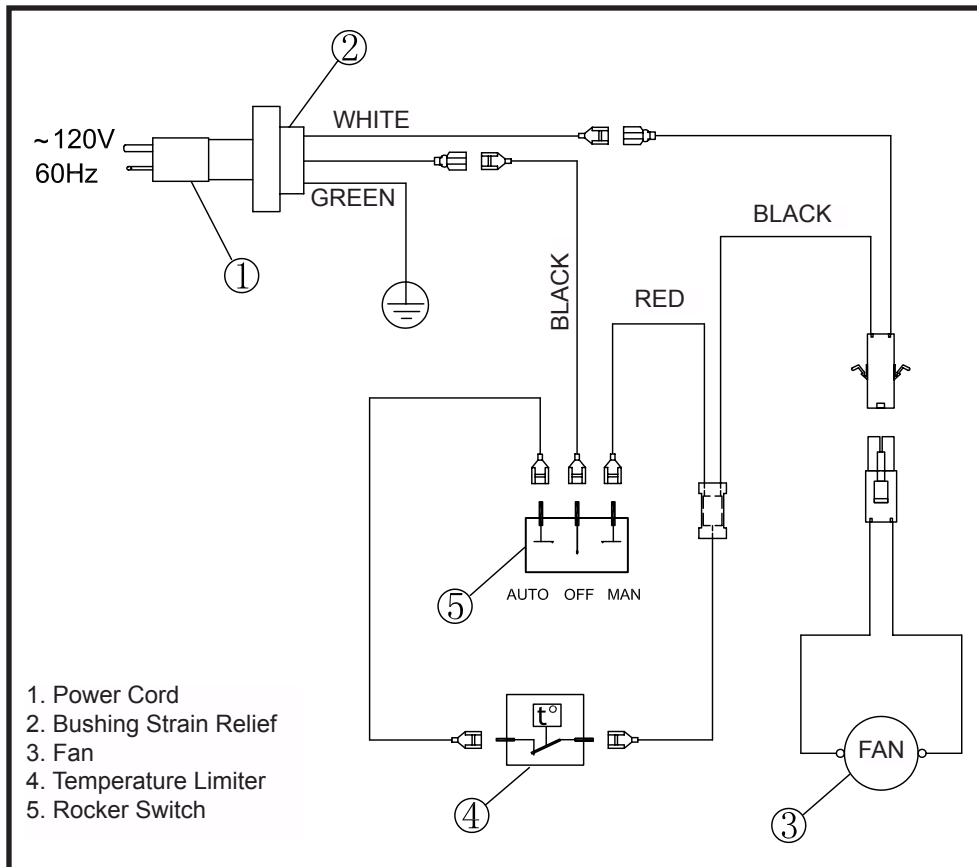 ②
WHITE
~120V
60Hz
GREEN
①
BLACK
BLACK
RED
⑤
AUTO OFF MAN
t°
④
FAN
③
1. Power Cord
2. Bushing Strain Relief
3. Fan
4. Temperature Limiter
5. Rocker Switch